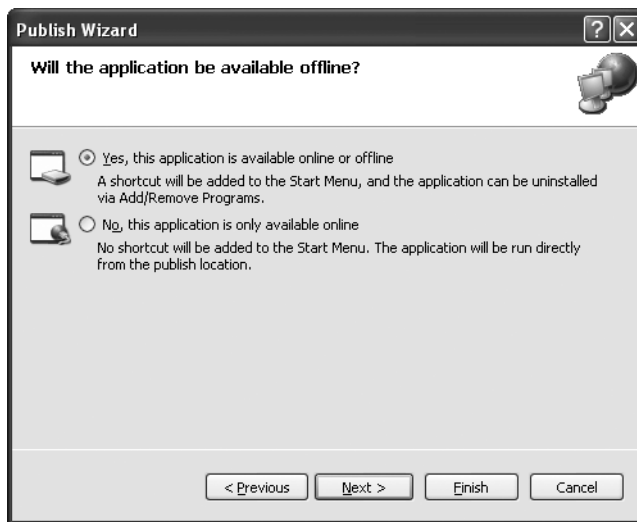 Publish Wizard
Will the application be available offline?
Yes, this application is available online or offline
A shortcut will be added to the Start Menu, and the application can be uninstalled
via Add/Remove Programs.
No, this application is only available online
No shortcut will be added to the Start Menu. The application will be run directly
from the publish location.
< Previous
Next >
Finish
Cancel